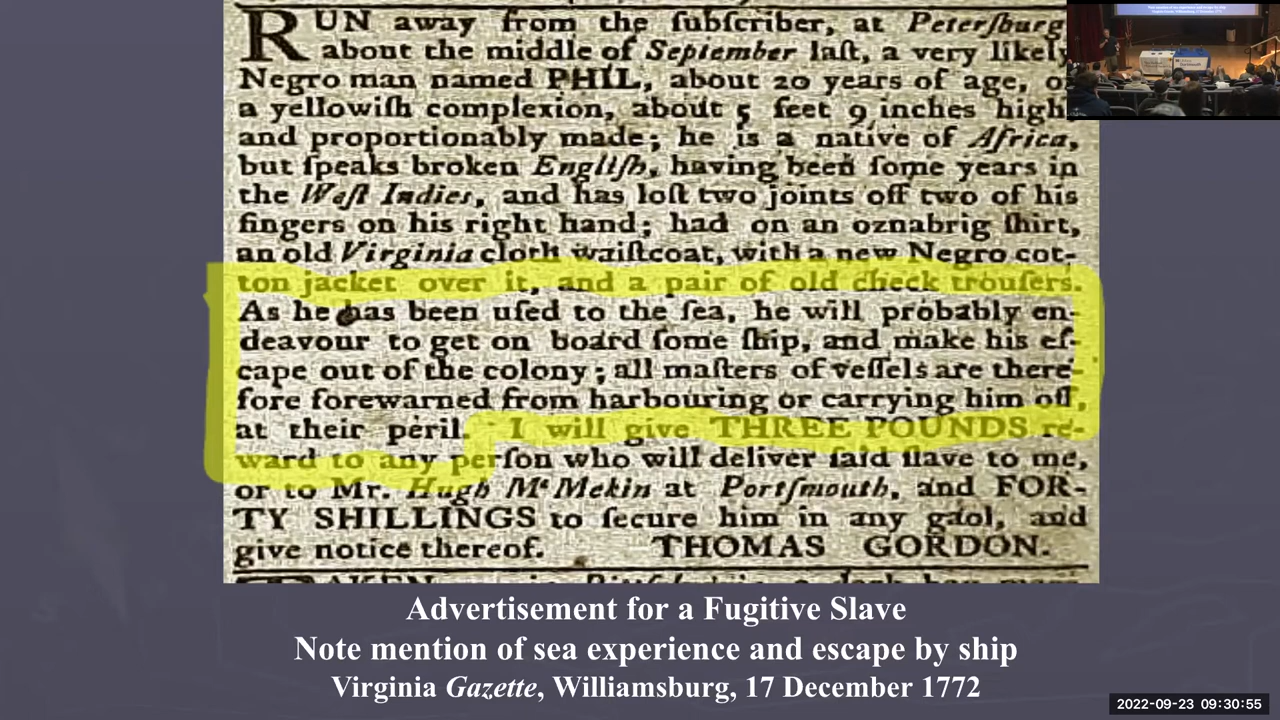 RUN away from the ſubſcriber, at Peterſburg
about the middle of September laſt, a very likely
Negro man named PHIL, about 20 years of age, of
a yellowiſh complexion, about 5 feet 9 inches high
and proportionably made; he is a native of Africa,
but ſpeaks broken Engliſh, having been ſome years in
the Weſt Indies, and has loſt two joints off two of his
fingers on his right hand; had on an oznabrig ſhirt,
an old Virginia cloth waiſtcoat, with a new Negro cot-
ton jacket over it, and a pair of old check trouſers.
As he has been uſed to the ſea, he will probably en-
deavour to get on board ſome ſhip, and make his eſ-
cape out of the colony; all maſters of veſſels are there-
fore forewarned from harbouring or carrying him off,
at their peril. I will give THREE POUNDS re-
ward to any perſon who will deliver ſaid ſlave to me,
or to Mr. Hugh McMekin at Portſmouth, and FOR-
TY SHILLINGS to ſecure him in any gaol, and
give notice thereof. THOMAS GORDON.
Advertisement for a Fugitive Slave
Note mention of sea experience and escape by ship
Virginia Gazette, Williamsburg, 17 December 1772
2022-09-23 09:30:55